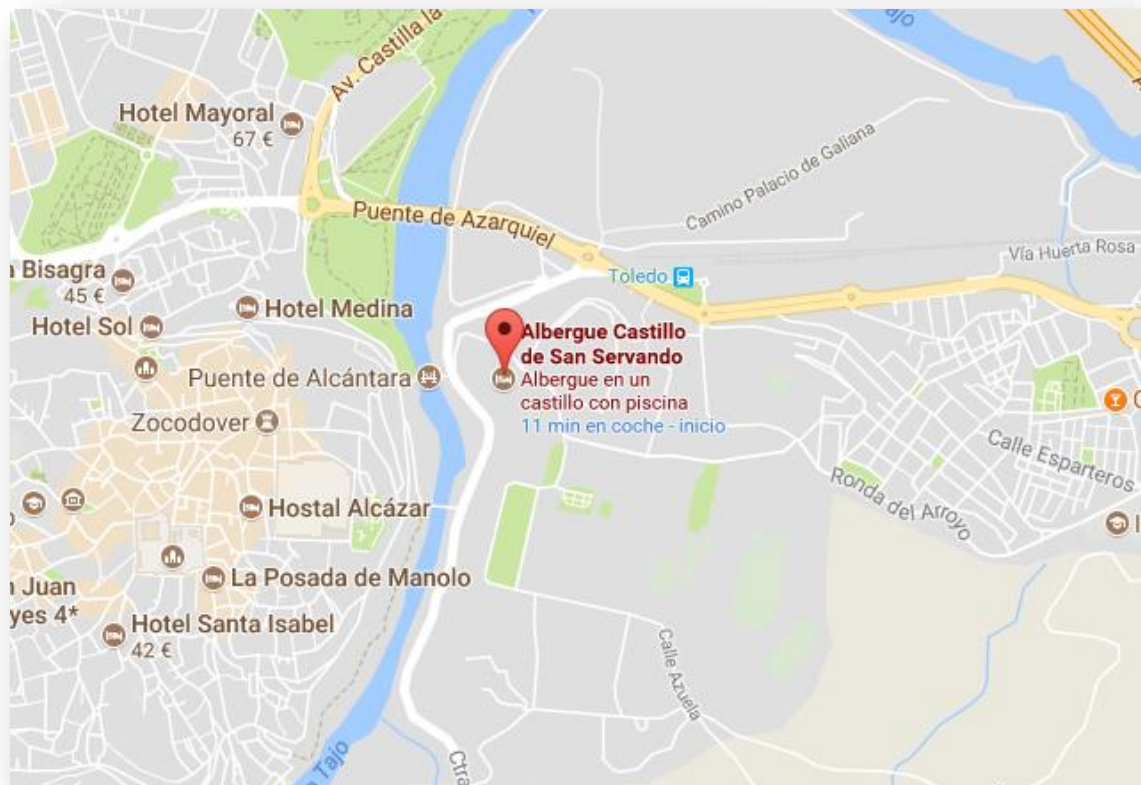 Av. Castilla la
Tajo
Hotel Mayoral
67 €
Camino Palacio de Galiana
Puente de Azarquiel
Vía Huerta Rosa
Bisagra
45 €
Toledo
Hotel Medina
Hotel Sol
Albergue Castillo
de San Servando
Albergue en un
castillo con piscina
11 min en coche - inicio
Puente de Alcántara
Zocodover
Calle Esparteros
Ronda del Arroyo
Hostal Alcázar
La Posada de Manolo
Juan
yes 4*
Hotel Santa Isabel
42 €
Calle Azuela
Tajo
Ctra